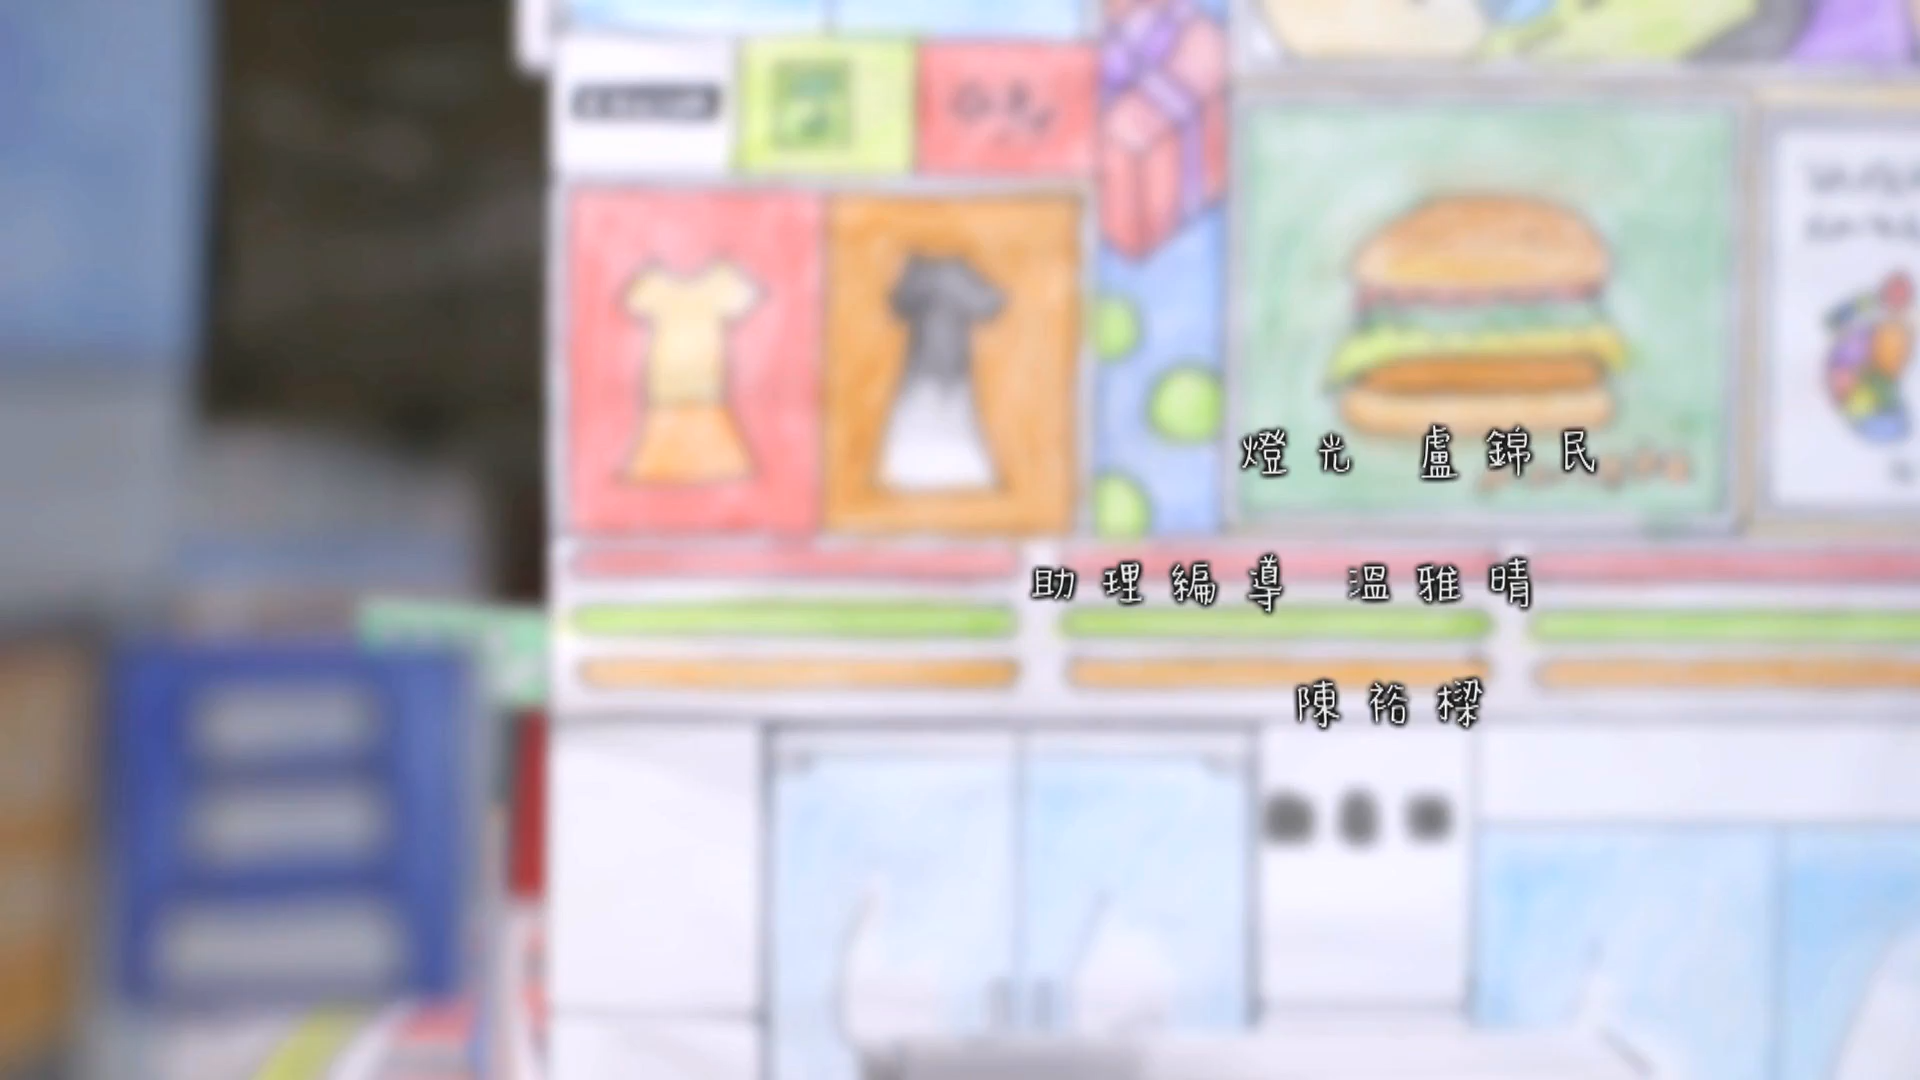 燈光 盧錦民
助理編導 溫雅晴
陳裕樑